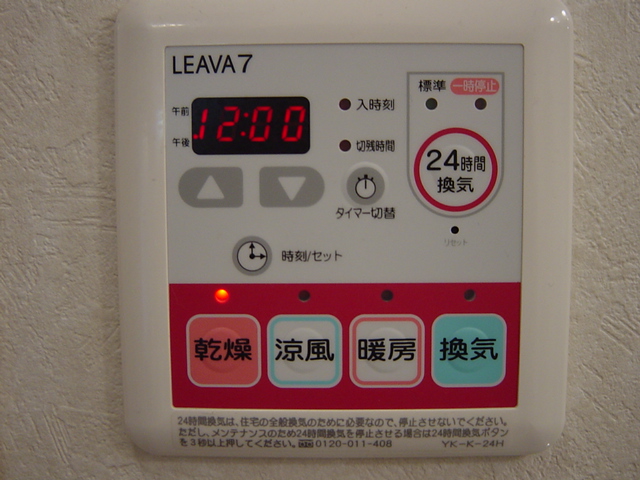 LEAVA7
標準 一時停止
午前
12:00
入時刻
午後
切残時間
24時間
換気
タイマー切替
リセット
時刻/セット
乾燥 涼風 暖房 換気
24時間換気は、住宅の全般換気のために必要なので、停止させないでください。
ただし、メンテナンスのため24時間換気を停止させる場合は24時間換気ボタン
を3秒以上押してください。 0120-011-408 YK-K-24H